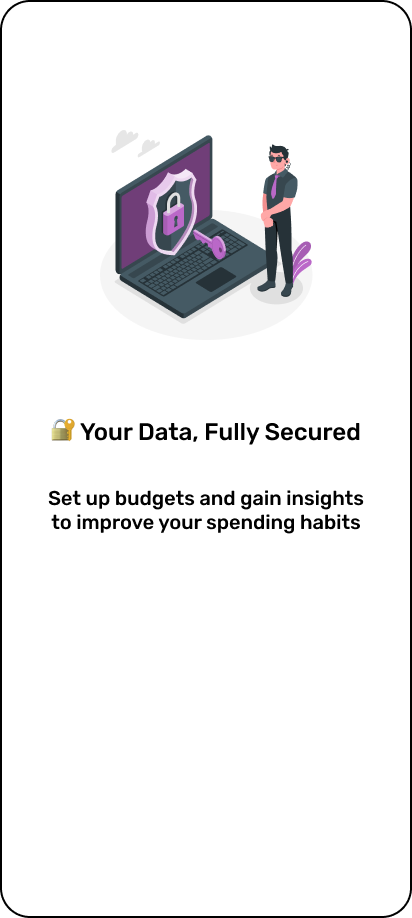 🔐 Your Data, Fully Secured
Set up budgets and gain insights
to improve your spending habits